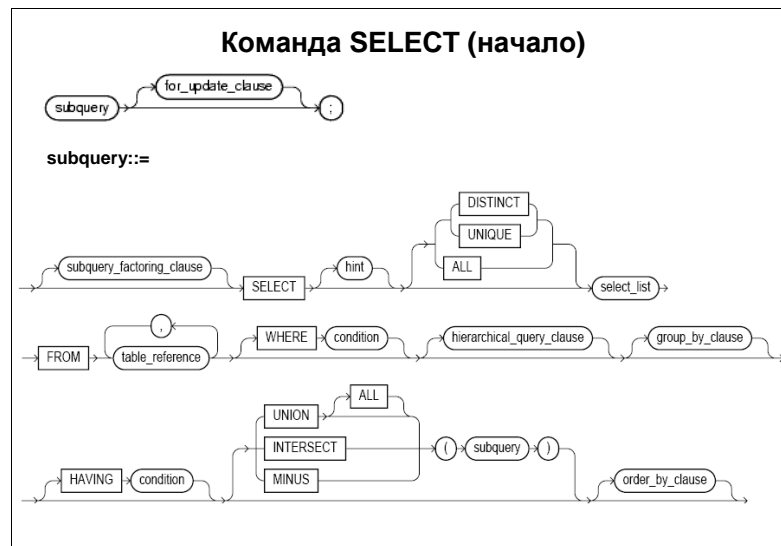 Команда SELECT (начало)
for_update_clause
subquery ;
subquery::=
DISTINCT
UNIQUE
subquery_factoring_clause hint ALL
SELECT select_list
,
WHERE condition hierarchical_query_clause group_by_clause
FROM table_reference
ALL
UNION
INTERSECT ( subquery )
HAVING condition MINUS order_by_clause